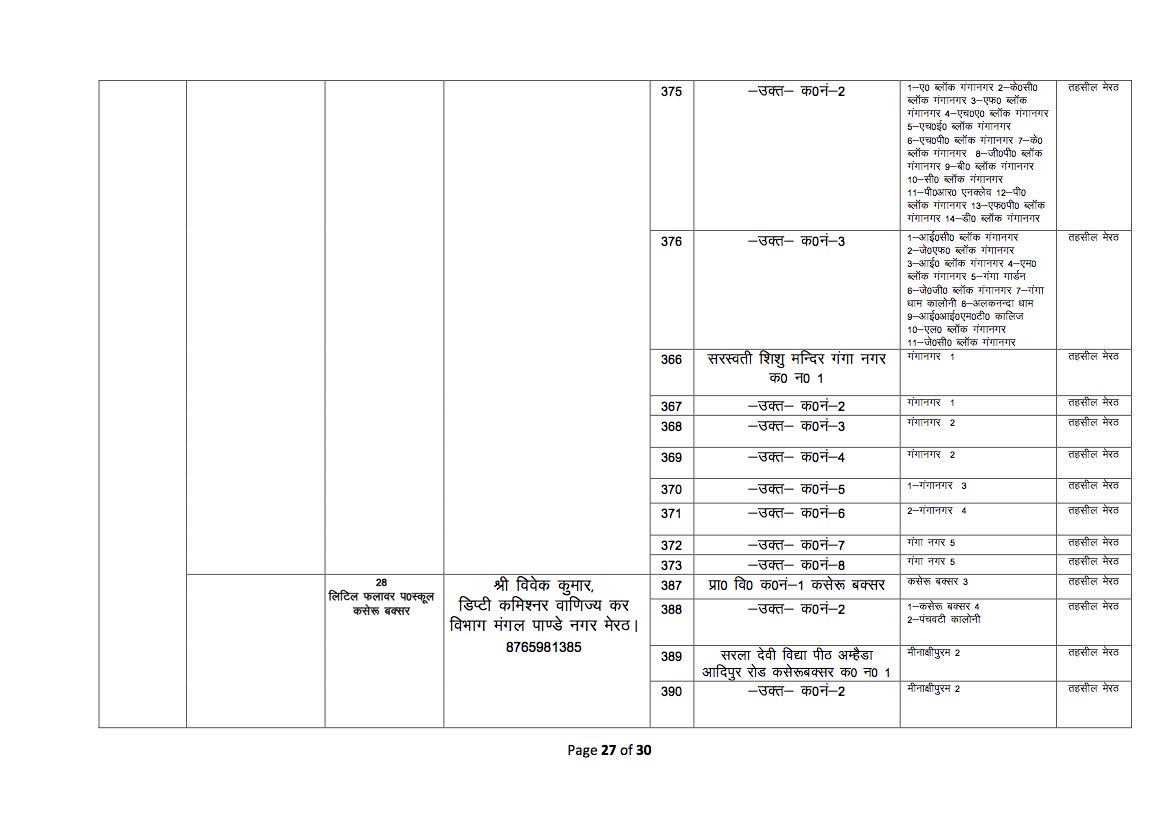 375
–उक्त– क0नं–2
1–ए0 ब्लॉक गंगानगर 2–के0सी0
ब्लॉक गंगानगर 3–एफ0 ब्लॉक
गंगानगर 4–एच0ए0 ब्लॉक गंगानगर
5–एच0ई0 ब्लॉक गंगानगर
6–एच0पी0 ब्लॉक गंगानगर 7–के0
ब्लॉक गंगानगर 8–जी0पी0 ब्लॉक
गंगानगर 9–बी0 ब्लॉक गंगानगर
10–सी0 ब्लॉक गंगानगर
11–पी0आर0 एनक्लेव 12–पी0
ब्लॉक गंगानगर 13–एफ0पी0 ब्लॉक
गंगानगर 14–डी0 ब्लॉक गंगानगर
तहसील मेरठ
376
–उक्त– क0नं–3
1–आई0सी0 ब्लॉक गंगानगर
2–जे0एफ0 ब्लॉक गंगानगर
3–आई0 ब्लॉक गंगानगर 4–एम0
ब्लॉक गंगानगर 5–गंगा गार्डन
6–जे0जी0 ब्लॉक गंगानगर 7–गंगा
धाम कालोनी 8–अलकनन्दा धाम
9–आई0आई0एम0टी0 कालिज
10–एल0 ब्लॉक गंगानगर
11–जे0सी0 ब्लॉक गंगानगर
तहसील मेरठ
366
सरस्वती शिशु मन्दिर गंगा नगर
क0 न0 1
गंगानगर 1
तहसील मेरठ
367 –उक्त– क0नं–2 गंगानगर 1 तहसील मेरठ
368 –उक्त– क0नं–3 गंगानगर 2 तहसील मेरठ
369 –उक्त– क0नं–4 गंगानगर 2 तहसील मेरठ
370 –उक्त– क0नं–5 1–गंगानगर 3 तहसील मेरठ
371 –उक्त– क0नं–6 2–गंगानगर 4 तहसील मेरठ
372 –उक्त– क0नं–7 गंगा नगर 5 तहसील मेरठ
373 –उक्त– क0नं–8 गंगा नगर 5 तहसील मेरठ
28
लिटिल फलावर प0स्कूल
कसेरू बक्सर
श्री विवेक कुमार,
डिप्टी कमिश्नर वाणिज्य कर
विभाग मंगल पाण्डे नगर मेरठ।
8765981385
387 प्रा0 वि0 क0नं–1 कसेरू बक्सर कसेरू बक्सर 3 तहसील मेरठ
388
–उक्त– क0नं–2
1–कसेरू बक्सर 4
2–पंचवटी कालोनी
तहसील मेरठ
389
सरला देवी विद्या पीठ अम्हैडा
आदिपुर रोड कसेरूबक्सर क0 न0 1
मीनाक्षीपुरम 2
तहसील मेरठ
390 –उक्त– क0नं–2 मीनाक्षीपुरम 2 तहसील मेरठ
Page 27 of 30